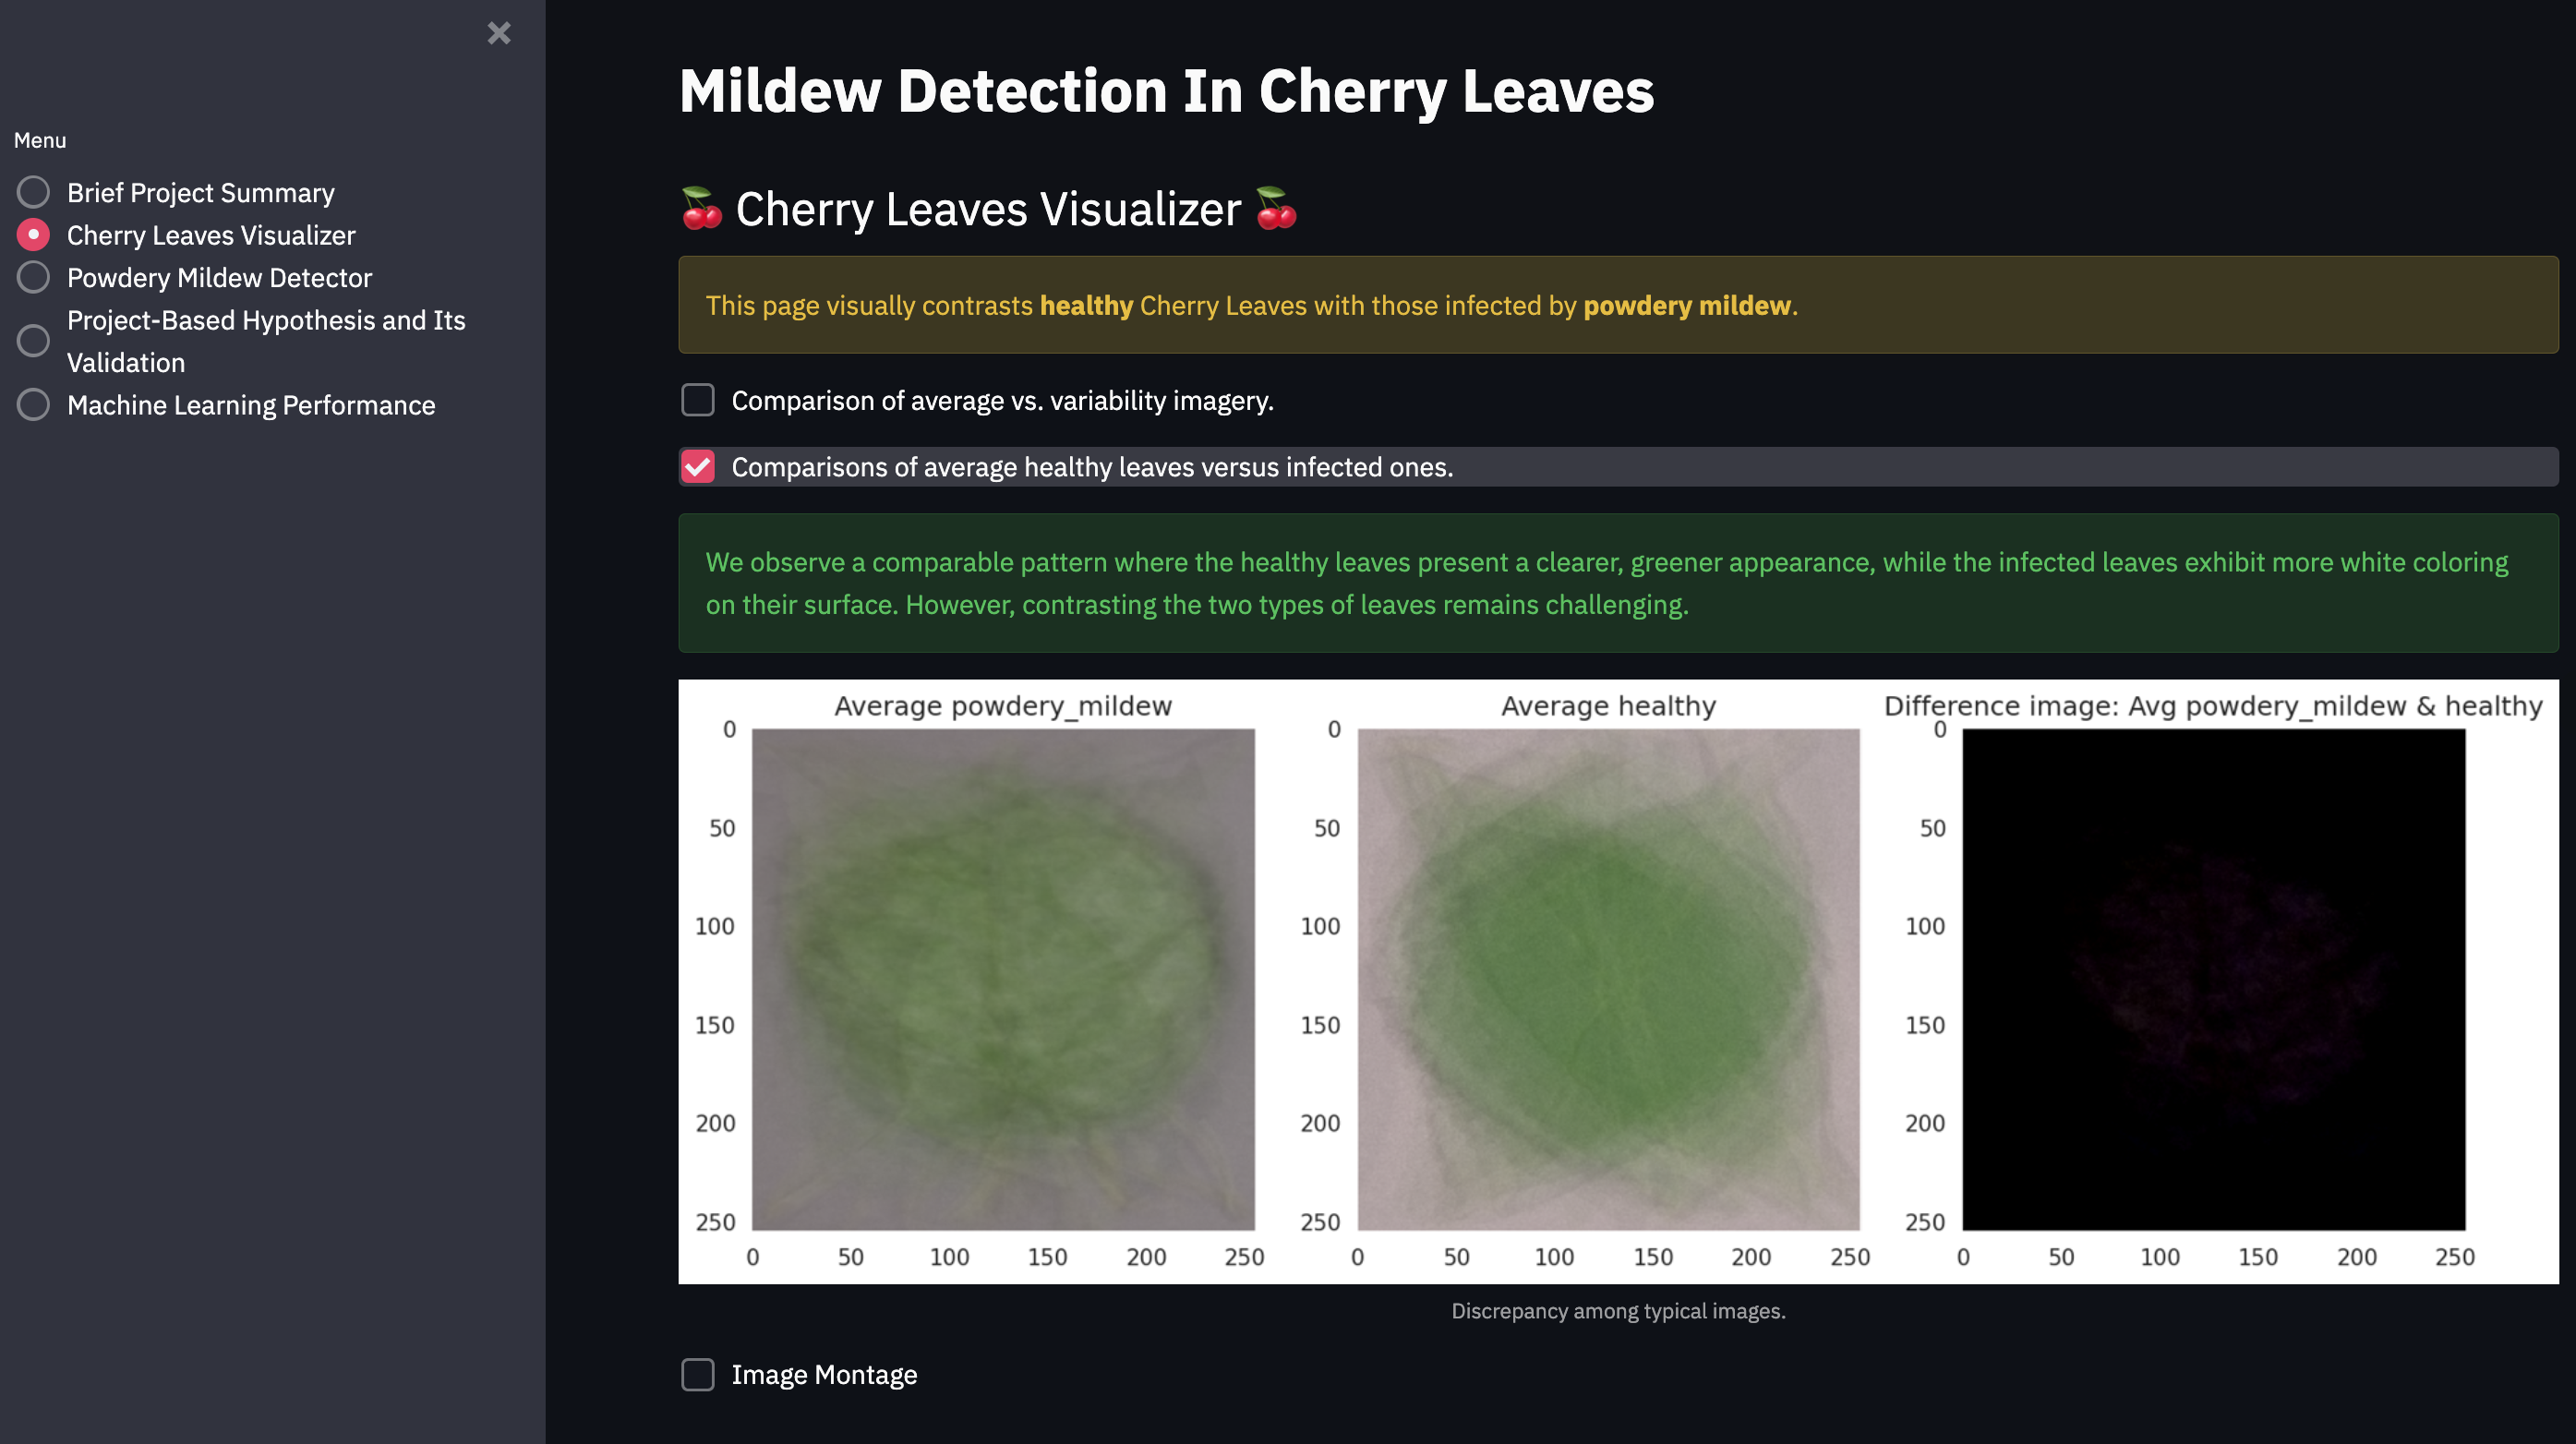 Menu
Brief Project Summary
Cherry Leaves Visualizer
Powdery Mildew Detector
Project-Based Hypothesis and Its
Validation
Machine Learning Performance
Mildew Detection In Cherry Leaves
🍒 Cherry Leaves Visualizer 🍒
This page visually contrasts healthy Cherry Leaves with those infected by powdery mildew.
Comparison of average vs. variability imagery.
Comparisons of average healthy leaves versus infected ones.
We observe a comparable pattern where the healthy leaves present a clearer, greener appearance, while the infected leaves exhibit more white coloring
on their surface. However, contrasting the two types of leaves remains challenging.
Average powdery_mildew
0
50
100
150
200
250
0 50 100 150 200 250
Average healthy
0
50
100
150
200
250
0 50 100 150 200 250
Difference image: Avg powdery_mildew & healthy
0
50
100
150
200
250
0 50 100 150 200 250
Discrepancy among typical images.
Image Montage